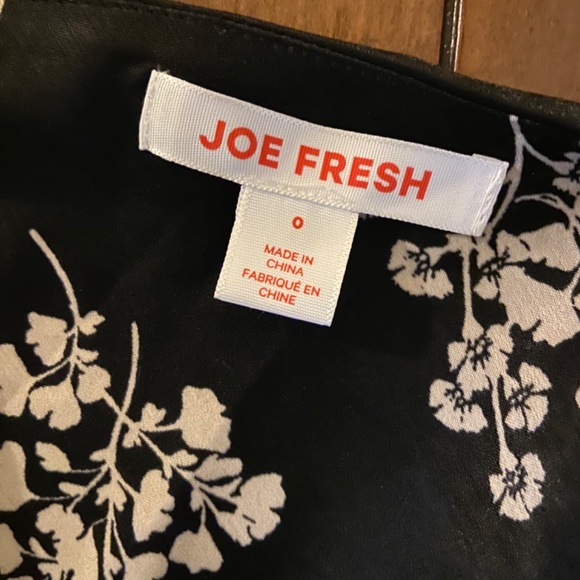 JOE FRESH
0
MADE IN
CHINA
FABRIQUÉ EN
CHINE